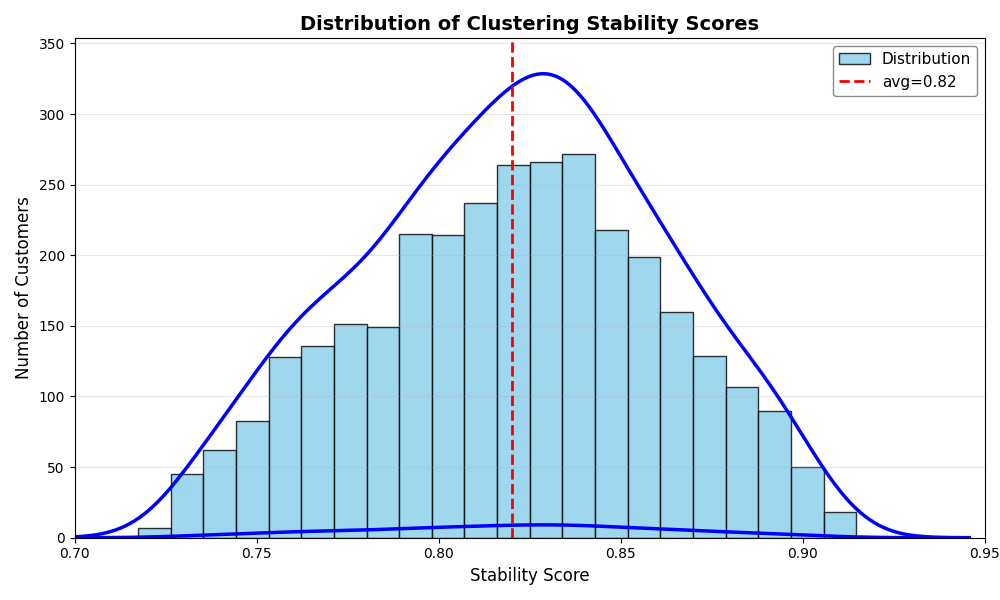 Distribution of Clustering Stability Scores
Number of Customers
350
300
250
200
150
100
50
0
Distribution
avg=0.82
0.70
0.75
0.80
0.85
0.90
0.95
Stability Score